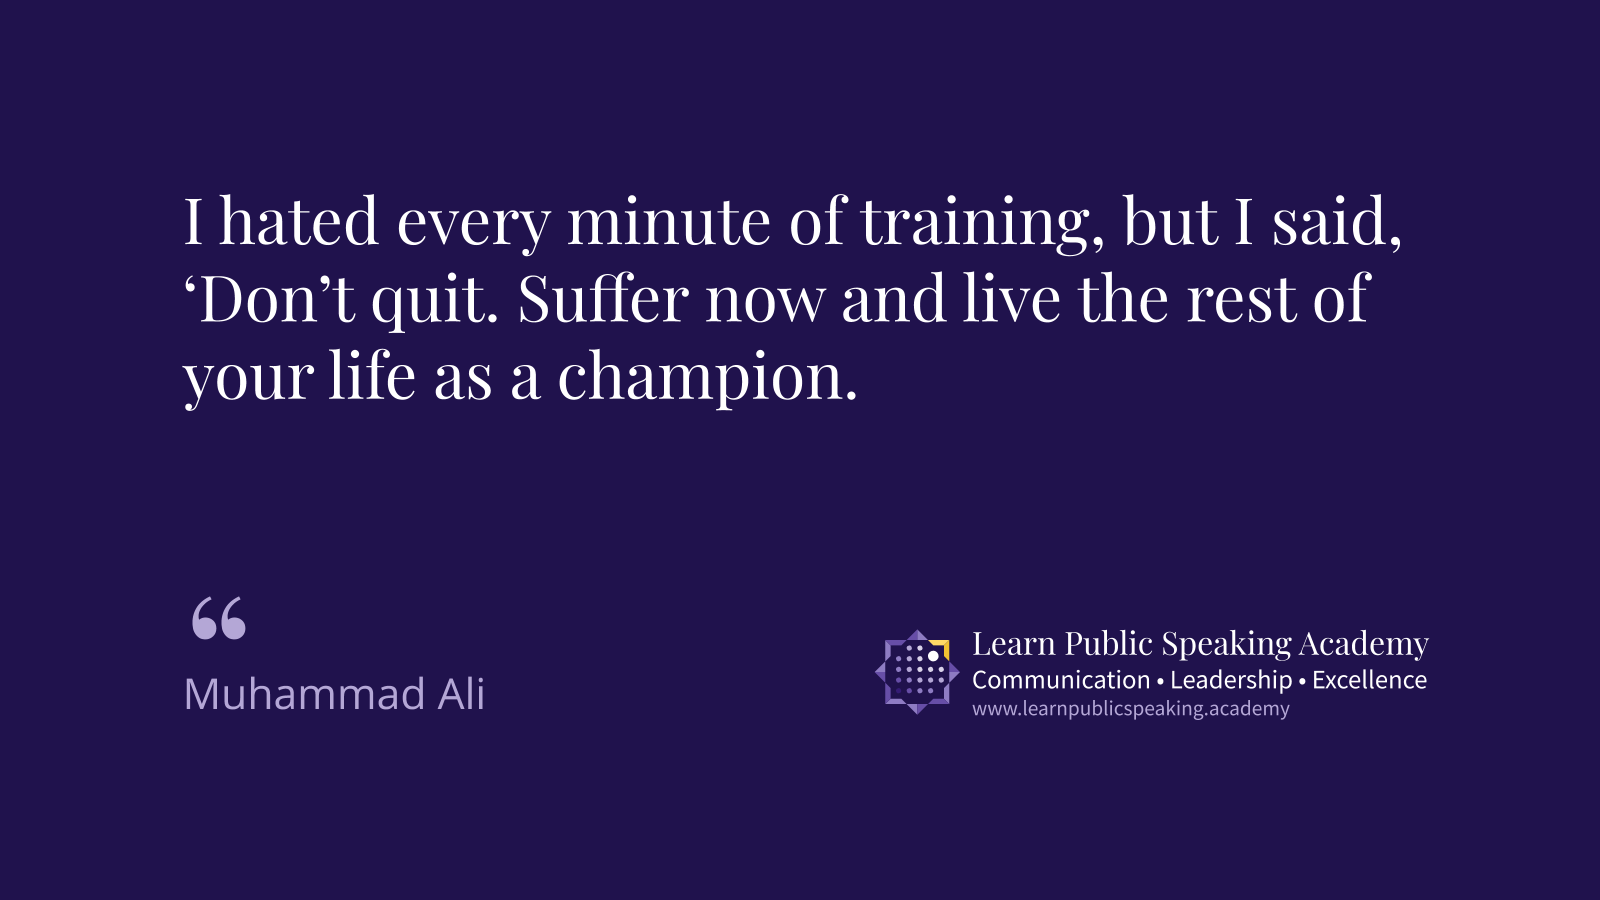 I hated every minute of training, but I said,
‘Don’t quit. Suffer now and live the rest of
your life as a champion.
“
Muhammad Ali
Learn Public Speaking Academy
Communication • Leadership • Excellence
www.learnpublicspeaking.academy